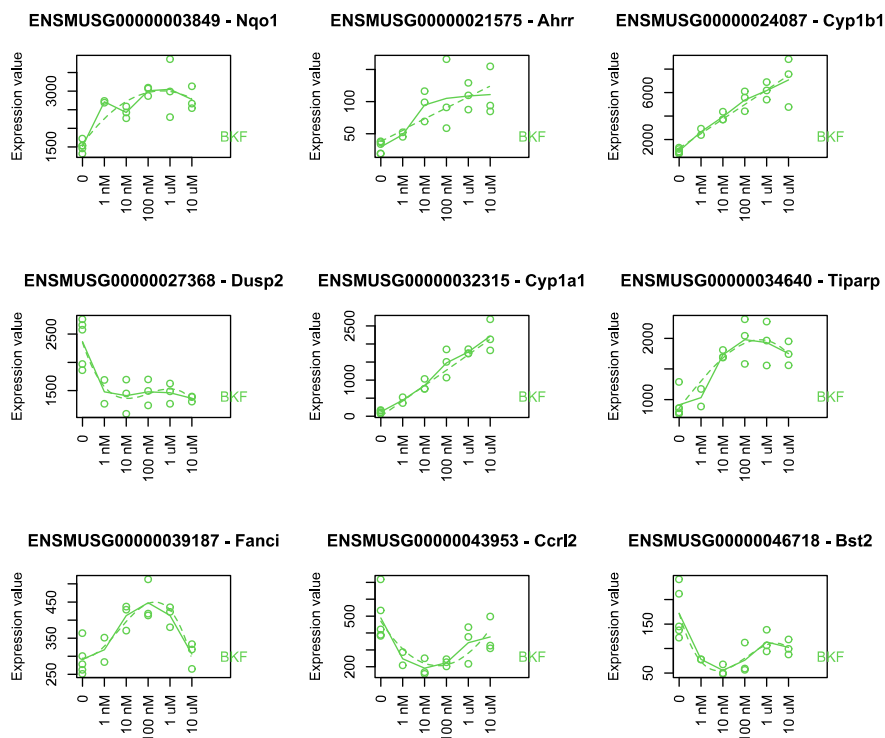 ENSMUSG00000003849 - Nqo1
Expression value
1500
3000
0
1 nM
10 nM
100 nM
1 uM
10 uM
BKF
ENSMUSG00000021575 - Ahrr
Expression value
50
100
0
1 nM
10 nM
100 nM
1 uM
10 uM
BKF
ENSMUSG00000024087 - Cyp1b1
Expression value
2000
6000
0
1 nM
10 nM
100 nM
1 uM
10 uM
BKF
ENSMUSG00000027368 - Dusp2
Expression value
1500
2500
0
1 nM
10 nM
100 nM
1 uM
10 uM
BKF
ENSMUSG00000032315 - Cyp1a1
Expression value
0
500
1000
1500
2000
2500
0
1 nM
10 nM
100 nM
1 uM
10 uM
BKF
ENSMUSG00000034640 - Tiparp
Expression value
1000
2000
0
1 nM
10 nM
100 nM
1 uM
10 uM
BKF
ENSMUSG00000039187 - Fanci
Expression value
250
350
450
0
1 nM
10 nM
100 nM
1 uM
10 uM
BKF
ENSMUSG00000043953 - Ccrl2
Expression value
200
500
0
1 nM
10 nM
100 nM
1 uM
10 uM
BKF
ENSMUSG00000046718 - Bst2
Expression value
50
150
0
1 nM
10 nM
100 nM
1 uM
10 uM
BKF